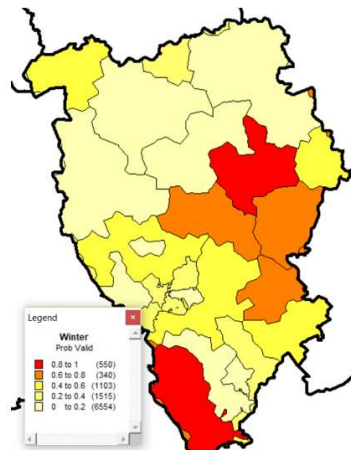 Legend
Winter
Prob Valid
0.8 to 1 (550)
0.6 to 0.8 (340)
0.4 to 0.6 (1103)
0.2 to 0.4 (1515)
0 to 0.2 (6554)